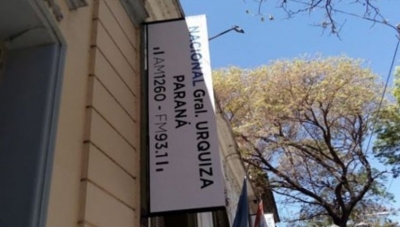 NACIONAL Gral. URQUIZA
PARANÁ
AM1260 - FM93.1